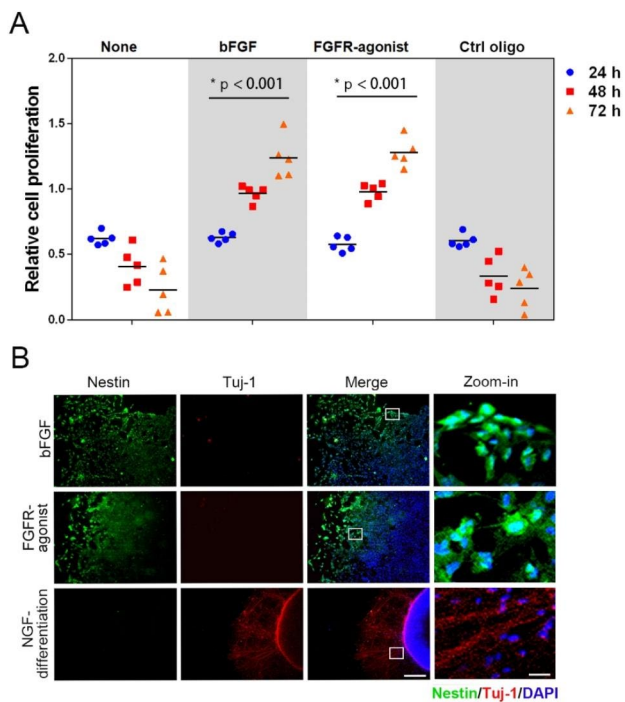 A
None bFGF FGFR-agonist Ctrl oligo
2.0
1.5
1.0
0.5
0.0
Relative cell proliferation
* p < 0.001
* p < 0.001
24 h
48 h
72 h
B
Nestin Tuj-1 Merge Zoom-in
bFGF
FGFR-
agonist
NGF-
differentiation
Nestin/Tuj-1/DAPI